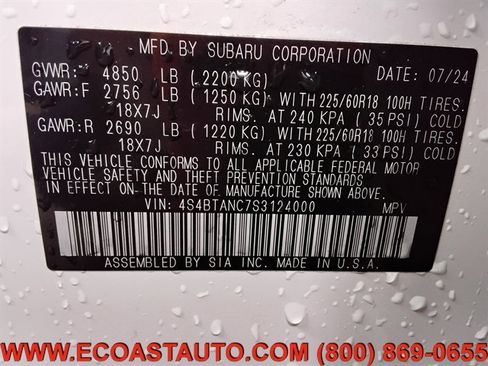 MFD. BY SUBARU CORPORATION
GVWR: 4850 LB ( 2200 KG) DATE: 07/24
GAWR:F 2756 LB ( 1250 KG) WITH 225/60R18 100H TIRES.
18X7J RIMS. AT 240 KPA ( 35 PSI) COLD
GAWR:R 2690 LB ( 1220 KG) WITH 225/60R18 100H TIRES.
18X7J RIMS. AT 230 KPA ( 33 PSI) COLD
THIS VEHICLE CONFORMS TO ALL APPLICABLE FEDERAL MOTOR
VEHICLE SAFETY AND THEFT PREVENTION STANDARDS
IN EFFECT ON THE DATE OF MANUFACTURE SHOWN ABOVE.
VIN: 4S4BTANC7S3124000 MPV
ASSEMBLED BY SIA INC. MADE IN U.S.A.
WWW.ECOASTAUTO.COM (800) 869-0655